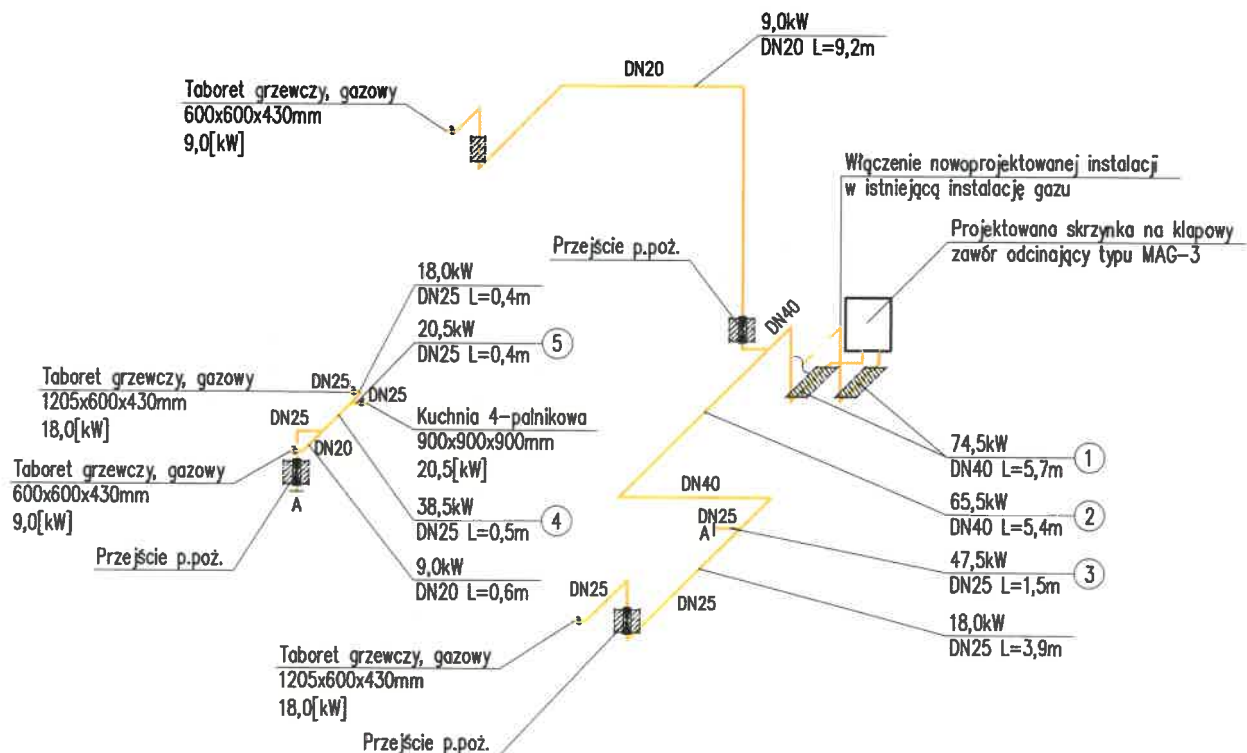 9,0kW
DN20 L=9,2m
DN20
Taboret grzewczy, gazowy
600x600x430mm
9,0[kW]
Włączenie nowoprojektowanej instalacji
w istniejącą instalację gazu
Projektowana skrzynka na klapowy
zawór odcinający typu MAG-3
Przejście p.poż.
DN40
18,0kW
DN25 L=0,4m
20,5kW
DN25 L=0,4m
5
Taboret grzewczy, gazowy
1205x600x430mm
18,0[kW]
DN25
DN25
DN25
DN20
Kuchnia 4-palnikowa
900x900x900mm
20,5[kW]
Taboret grzewczy, gazowy
600x600x430mm
9,0[kW]
A
38,5kW
DN25 L=0,5m
4
Przejście p.poż.
9,0kW
DN20 L=0,6m
74,5kW
DN40 L=5,7m
1
DN40
65,5kW
DN40 L=5,4m
2
DN25
A
47,5kW
DN25 L=1,5m
3
DN25
DN25
18,0kW
DN25 L=3,9m
Taboret grzewczy, gazowy
1205x600x430mm
18,0[kW]
Przejście p.poż.